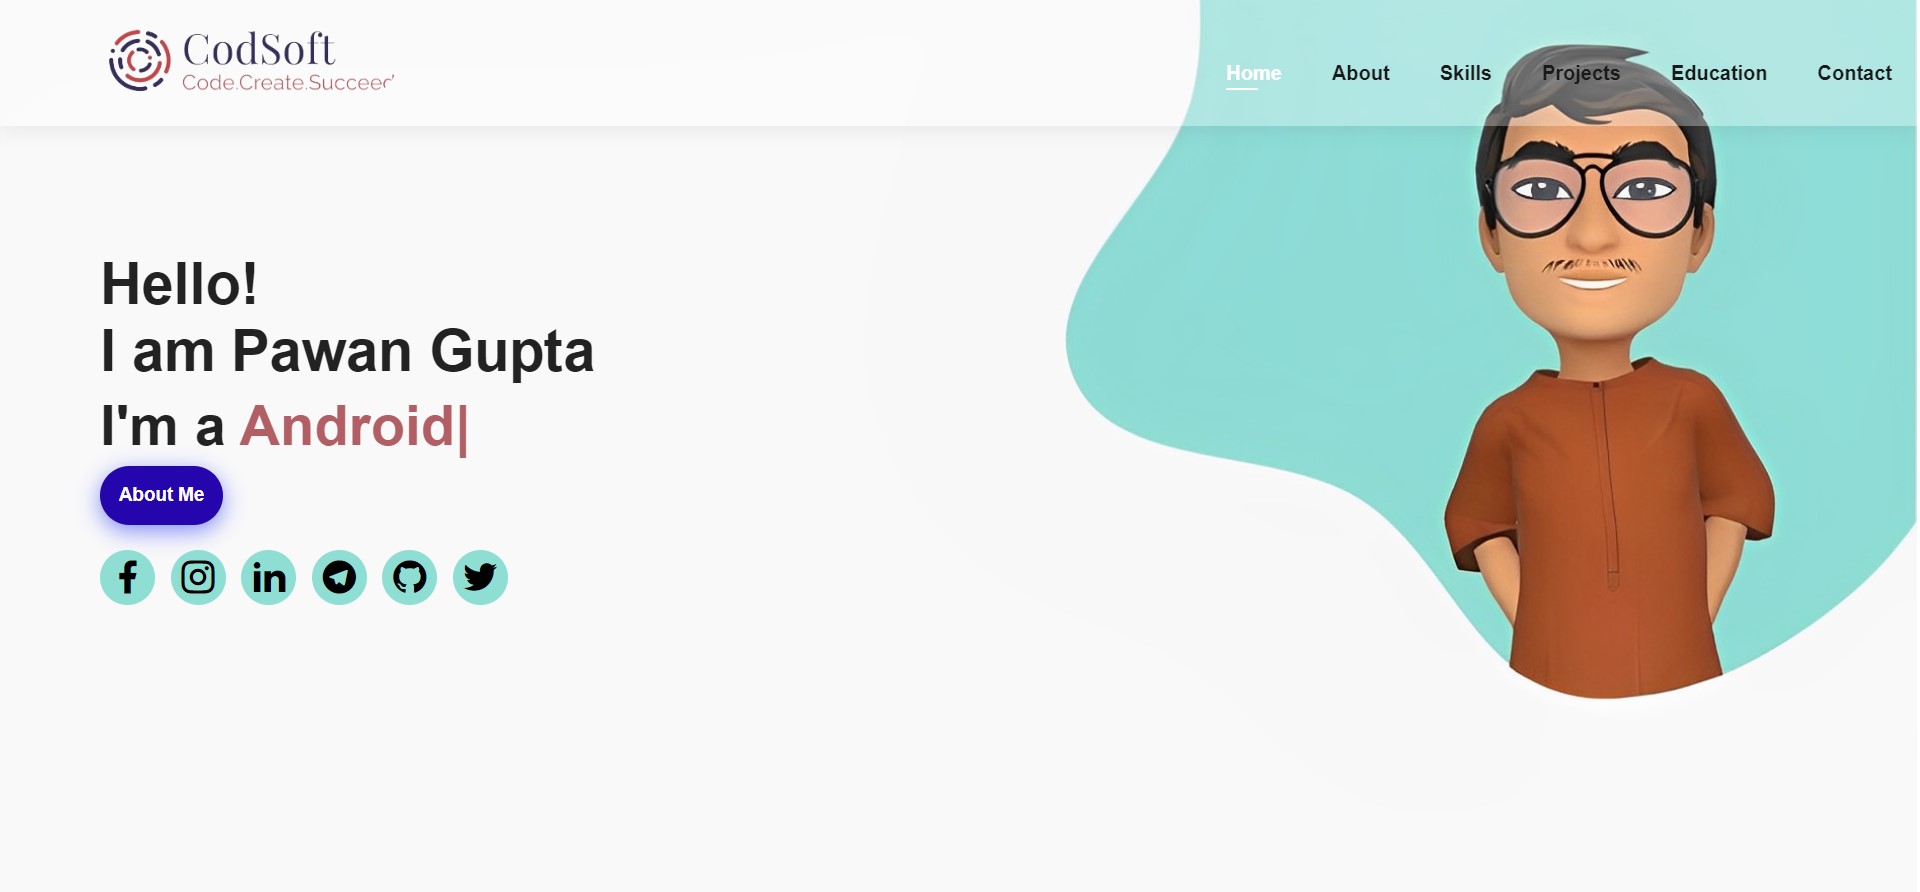 CodSoft
Code.Create.Succeed
Home About Skills Projects Education Contact
Hello!
I am Pawan Gupta
I'm a Android|
About Me